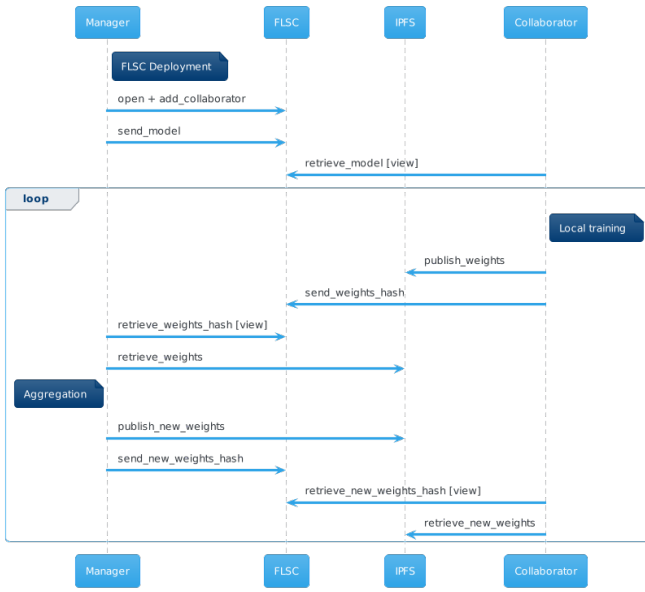 Manager FLSC IPFS Collaborator
FLSC Deployment
open + add_collaborator
send_model
retrieve_model [view]
loop
Local training
publish_weights
send_weights_hash
retrieve_weights_hash [view]
retrieve_weights
Aggregation
publish_new_weights
send_new_weights_hash
retrieve_new_weights_hash [view]
retrieve_new_weights
Manager FLSC IPFS Collaborator